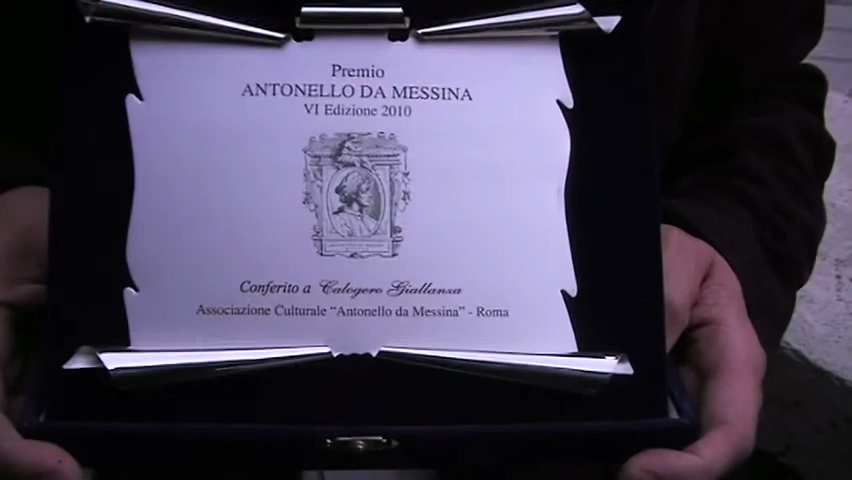 Premio
ANTONELLO DA MESSINA
VI Edizione 2010
Conferito a Calogero Giallanza
Associazione Culturale "Antonello da Messina" - Roma